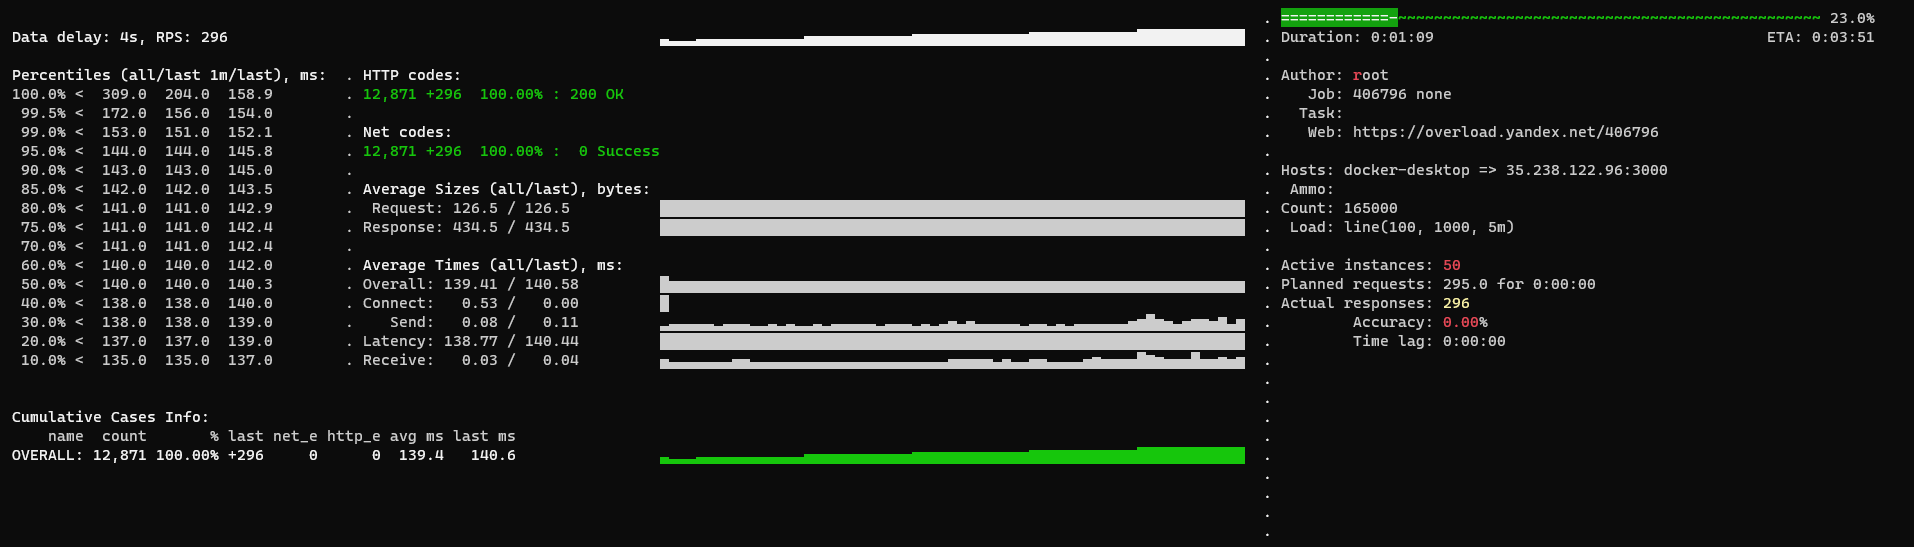 Data delay: 4s, RPS: 296
Percentiles (all/last 1m/last), ms:
100.0% < 309.0 204.0 158.9
99.5% < 172.0 156.0 154.0
99.0% < 153.0 151.0 152.1
95.0% < 144.0 144.0 145.8
90.0% < 143.0 143.0 145.0
85.0% < 142.0 142.0 143.5
80.0% < 141.0 141.0 142.9
75.0% < 141.0 141.0 142.4
70.0% < 141.0 141.0 142.4
60.0% < 140.0 140.0 142.0
50.0% < 140.0 140.0 140.3
40.0% < 138.0 138.0 140.0
30.0% < 138.0 138.0 139.0
20.0% < 137.0 137.0 139.0
10.0% < 135.0 135.0 137.0
. HTTP codes:
. 12,871 +296 100.00% : 200 OK
.
. Net codes:
. 12,871 +296 100.00% : 0 Success
.
. Average Sizes (all/last), bytes:
. Request: 126.5 / 126.5
. Response: 434.5 / 434.5
.
. Average Times (all/last), ms:
. Overall: 139.41 / 140.58
. Connect: 0.53 / 0.00
. Send: 0.08 / 0.11
. Latency: 138.77 / 140.44
. Receive: 0.03 / 0.04
Cumulative Cases Info:
name count % last net_e http_e avg ms last ms
OVERALL: 12,871 100.00% +296 0 0 139.4 140.6
. ============-~~~~~~~~~~~~~~~~~~~~~~~~~~~~~~~~~~~~~~~~~~~~~~~ 23.0%
. Duration: 0:01:09 ETA: 0:03:51
.
. Author: root
. Job: 406796 none
. Task:
. Web: https://overload.yandex.net/406796
.
. Hosts: docker-desktop => 35.238.122.96:3000
. Ammo:
. Count: 165000
. Load: line(100, 1000, 5m)
.
. Active instances: 50
. Planned requests: 295.0 for 0:00:00
. Actual responses: 296
. Accuracy: 0.00%
. Time lag: 0:00:00
.
.
.
.
.
.
.
.
.
.